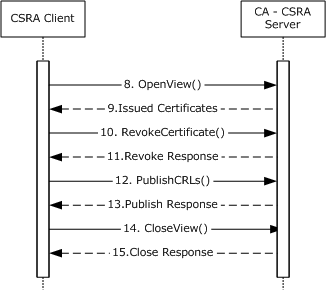 CSRA Client
CA - CSRA
Server
8. OpenView()
9.Issued Certificates
10. RevokeCertificate()
11.Revoke Response
12. PublishCRLs()
13.Publish Response
14. CloseView()
15.Close Response